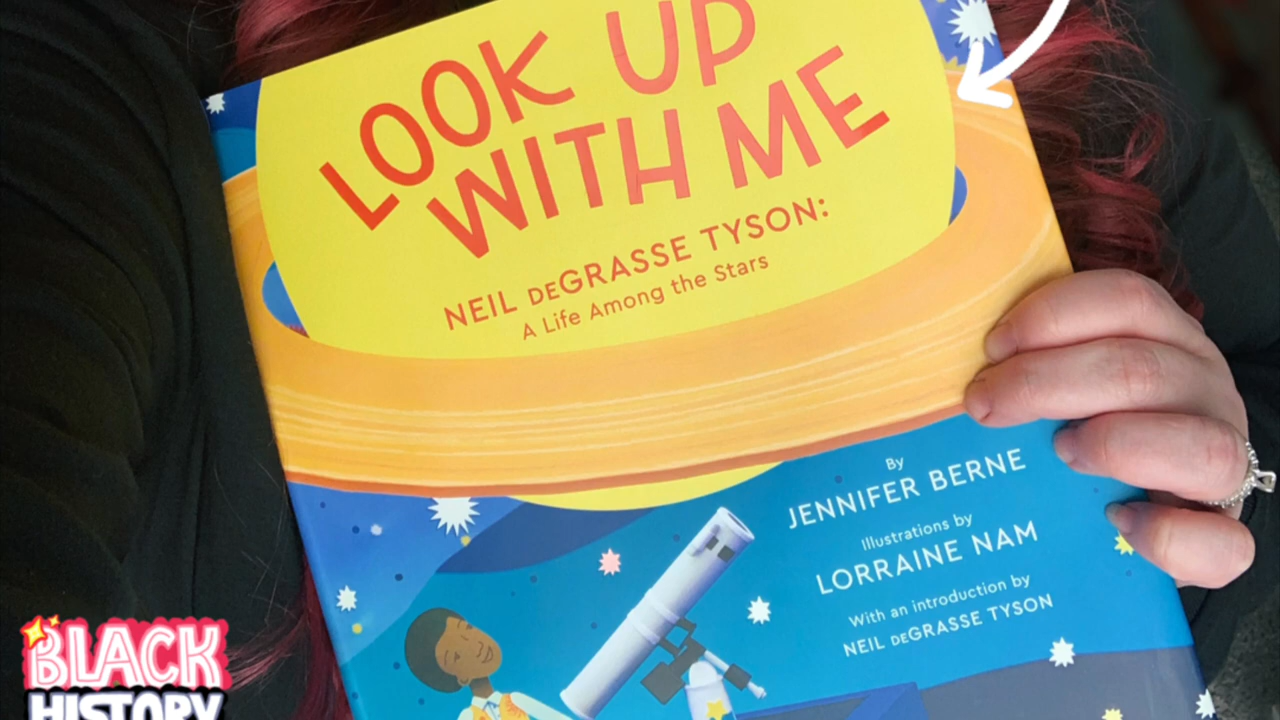 LOOK UP
WITH ME
NEIL DEGRASSE TYSON:
A Life Among the Stars
By
JENNIFER BERNE
Illustrations by
LORRAINE NAM
With an introduction by
NEIL DEGRASSE TYSON
BLACK
HISTORY